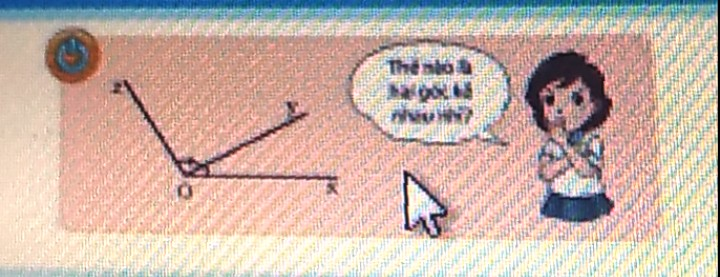 z
y
O
x
Thế nào là
hai góc kề
nhau nhỉ?